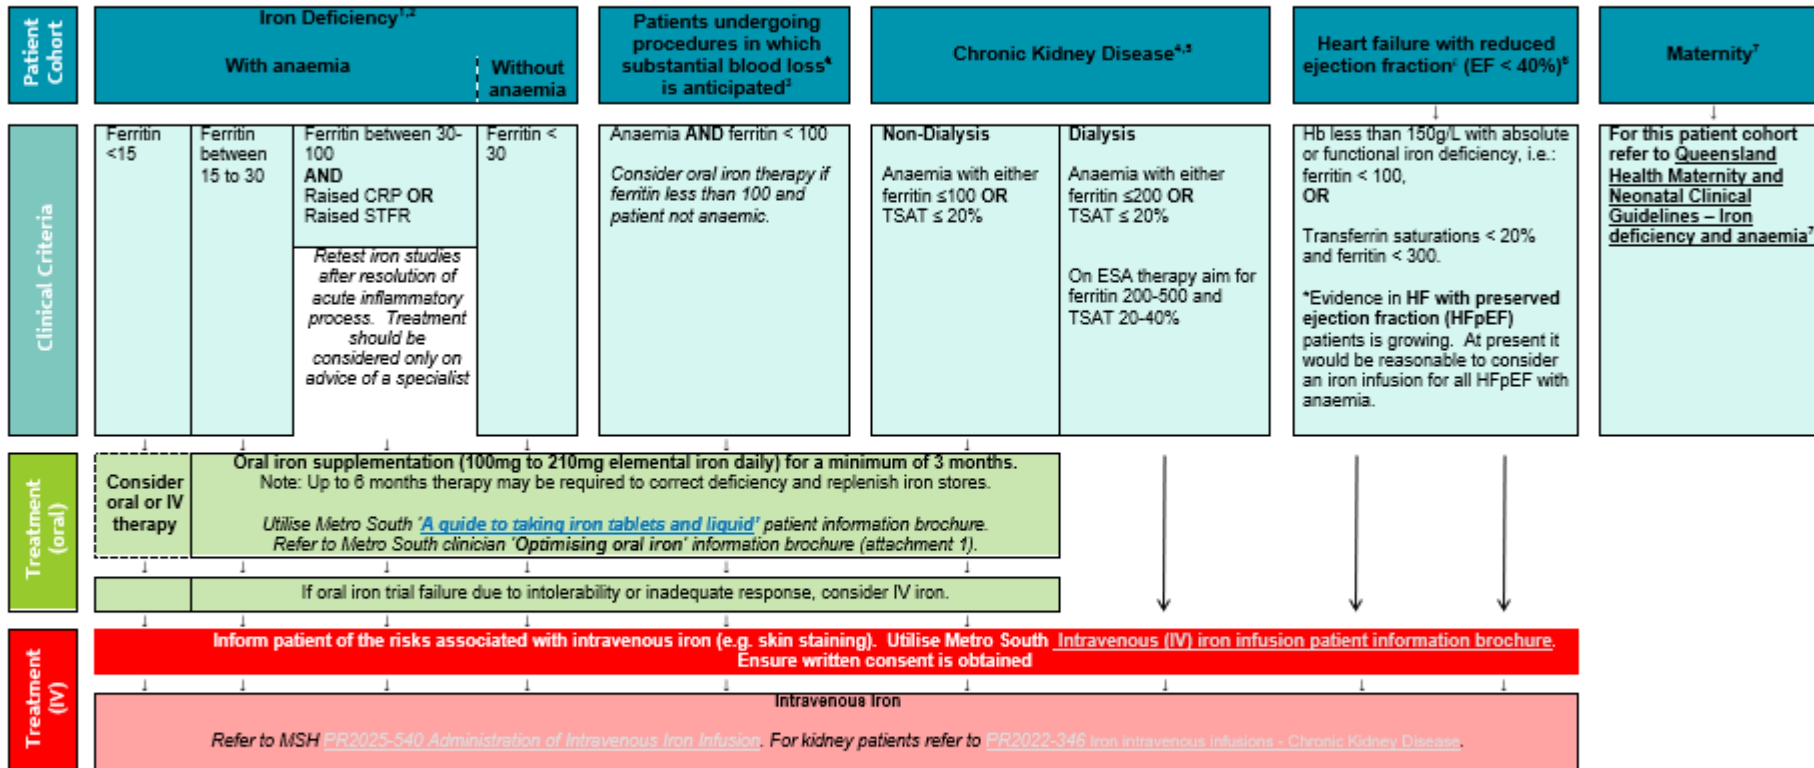 Patient Cohort
Iron Deficiency1,2
With anaemia
Without
anaemia
Patients undergoing
procedures in which
substantial blood loss
is anticipated3
Chronic Kidney Disease4,5
Heart failure with reduced
ejection fraction (EF < 40%)6
Maternity7
Clinical Criteria
Ferritin
<15
Ferritin
between
15 to 30
Ferritin between 30-
100
AND
Raised CRP OR
Raised STFR
Retest iron studies
after resolution of
acute inflammatory
process. Treatment
should be
considered only on
advice of a specialist
Ferritin <
30
Anaemia AND ferritin < 100
Consider oral iron therapy if
ferritin less than 100 and
patient not anaemic.
Non-Dialysis
Anaemia with either
ferritin ≤100 OR
TSAT ≤ 20%
Dialysis
Anaemia with either
ferritin ≤200 OR
TSAT ≤ 20%
On ESA therapy aim for
ferritin 200-500 and
TSAT 20-40%
Hb less than 150g/L with absolute
or functional iron deficiency, i.e.:
ferritin < 100,
OR
Transferrin saturations < 20%
and ferritin < 300.
*Evidence in HF with preserved
ejection fraction (HFpEF)
patients is growing. At present it
would be reasonable to consider
an iron infusion for all HFpEF with
anaemia.
For this patient cohort
refer to Queensland
Health Maternity and
Neonatal Clinical
Guidelines – Iron
deficiency and anaemia7
Treatment (oral)
Consider
oral or IV
therapy
Oral iron supplementation (100mg to 210mg elemental iron daily) for a minimum of 3 months.
Note: Up to 6 months therapy may be required to correct deficiency and replenish iron stores.
Utilise Metro South 'A guide to taking iron tablets and liquid' patient information brochure.
Refer to Metro South clinician 'Optimising oral iron' information brochure (attachment 1).
If oral iron trial failure due to intolerability or inadequate response, consider IV iron.
Treatment (IV)
Inform patient of the risks associated with intravenous iron (e.g. skin staining). Utilise Metro South Intravenous (IV) iron infusion patient information brochure.
Ensure written consent is obtained
Intravenous Iron
Refer to MSH PR2025-540 Administration of Intravenous Iron Infusion. For kidney patients refer to PR2022-346 Iron intravenous infusions - Chronic Kidney Disease.